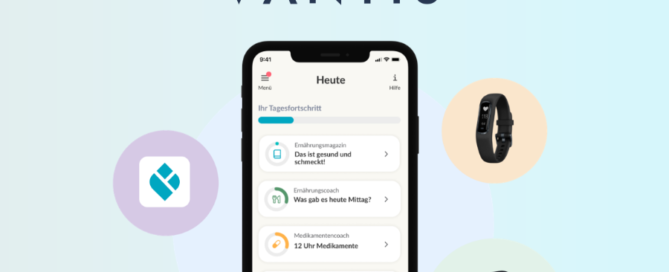 9:41
Menü
Heute
Hilfe
Ihr Tagesfortschritt
Ernährungsmagazin
Das ist gesund und
schmeckt!
Ernährungscoach
Was gab es heute Mittag?
Medikamentencoach
12 Uhr Medikamente